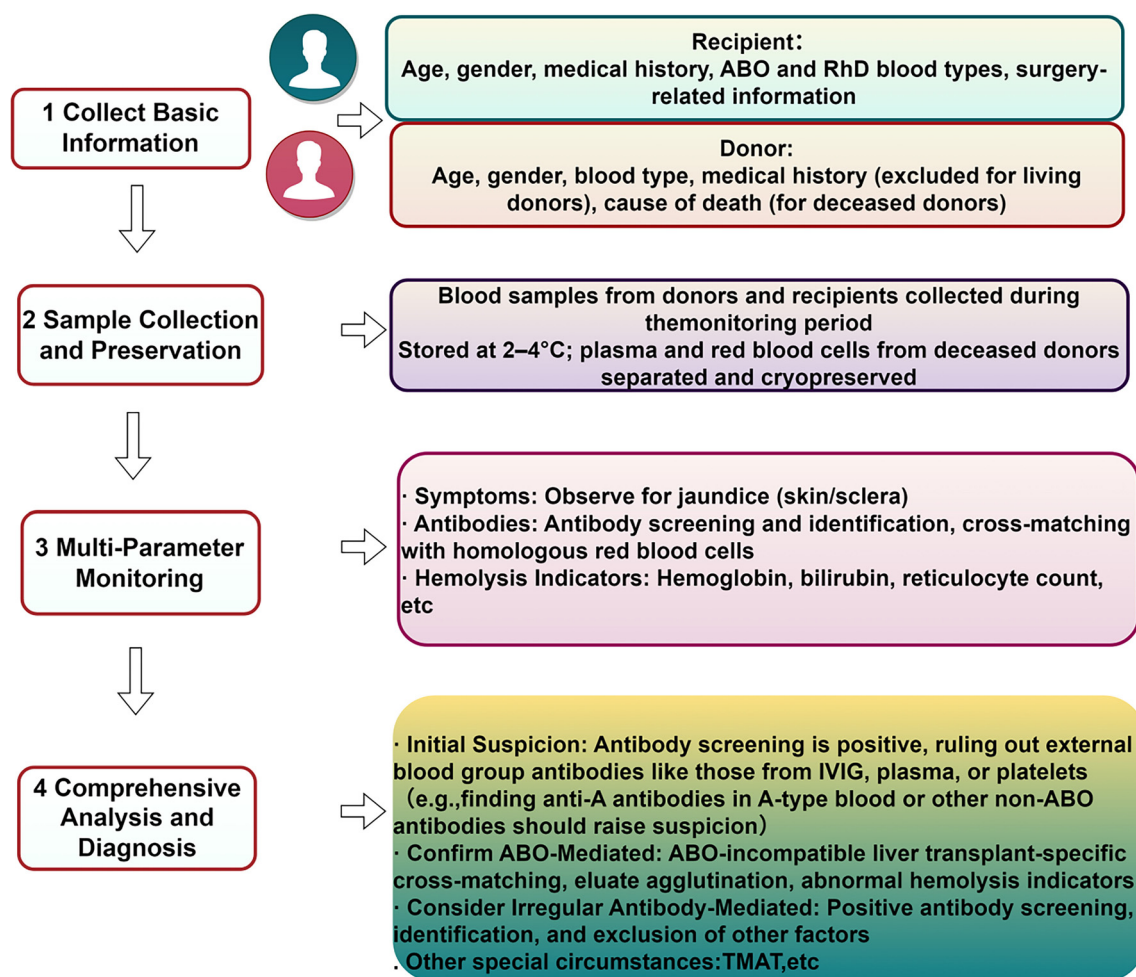 1 Collect Basic
Information
Recipient：
Age, gender, medical history, ABO and RhD blood types, surgery-
related information
Donor:
Age, gender, blood type, medical history (excluded for living
donors), cause of death (for deceased donors)
2 Sample Collection
and Preservation
Blood samples from donors and recipients collected during
themonitoring period
Stored at 2–4°C; plasma and red blood cells from deceased donors
separated and cryopreserved
3 Multi-Parameter
Monitoring
· Symptoms: Observe for jaundice (skin/sclera)
· Antibodies: Antibody screening and identification, cross-matching
with homologous red blood cells
· Hemolysis Indicators: Hemoglobin, bilirubin, reticulocyte count,
etc
4 Comprehensive
Analysis and
Diagnosis
· Initial Suspicion: Antibody screening is positive, ruling out external
blood group antibodies like those from IVIG, plasma, or platelets
（e.g.,finding anti-A antibodies in A-type blood or other non-ABO
antibodies should raise suspicion）
· Confirm ABO-Mediated: ABO-incompatible liver transplant-specific
cross-matching, eluate agglutination, abnormal hemolysis indicators
· Consider Irregular Antibody-Mediated: Positive antibody screening,
identification, and exclusion of other factors
. Other special circumstances:TMAT,etc